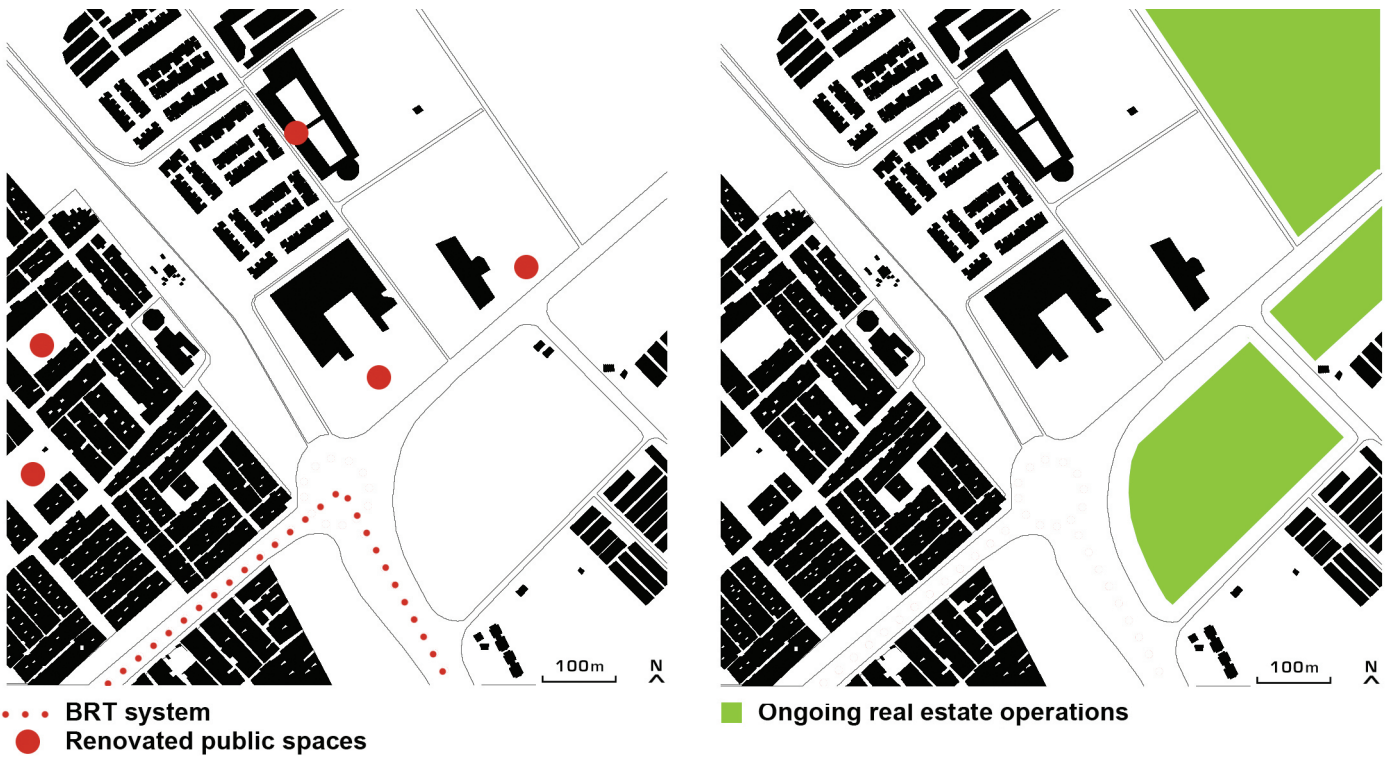 100m N
100m N
BRT system
Renovated public spaces
Ongoing real estate operations